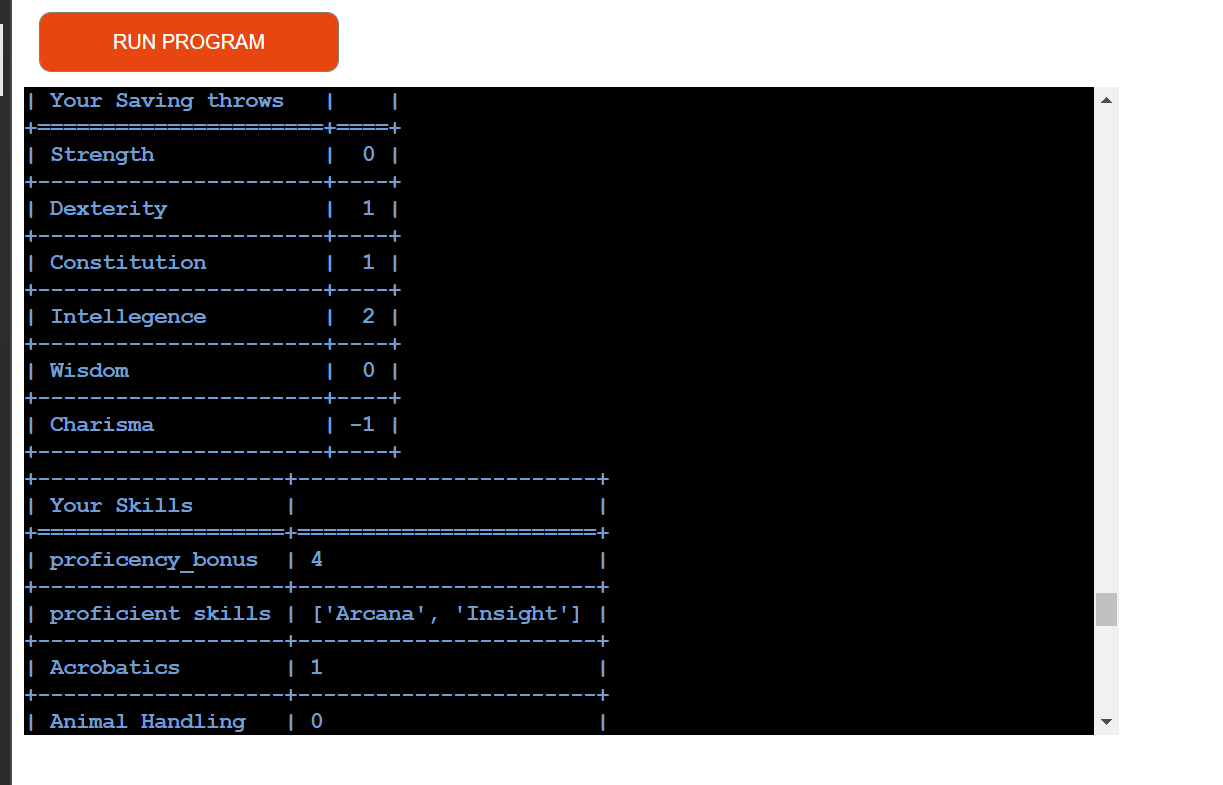 RUN PROGRAM
| Your Saving throws   |    |
+======================+====+
| Strength             |  0 |
+----------------------+----+
| Dexterity            |  1 |
+----------------------+----+
| Constitution         |  1 |
+----------------------+----+
| Intellegence         |  2 |
+----------------------+----+
| Wisdom               |  0 |
+----------------------+----+
| Charisma             | -1 |
+----------------------+----+
+-------------------+-----------------------+
| Your Skills       |                       |
+===================+=======================+
| proficency_bonus  | 4                     |
+-------------------+-----------------------+
| proficient skills | ['Arcana', 'Insight'] |
+-------------------+-----------------------+
| Acrobatics        | 1                     |
+-------------------+-----------------------+
| Animal Handling   | 0                     |